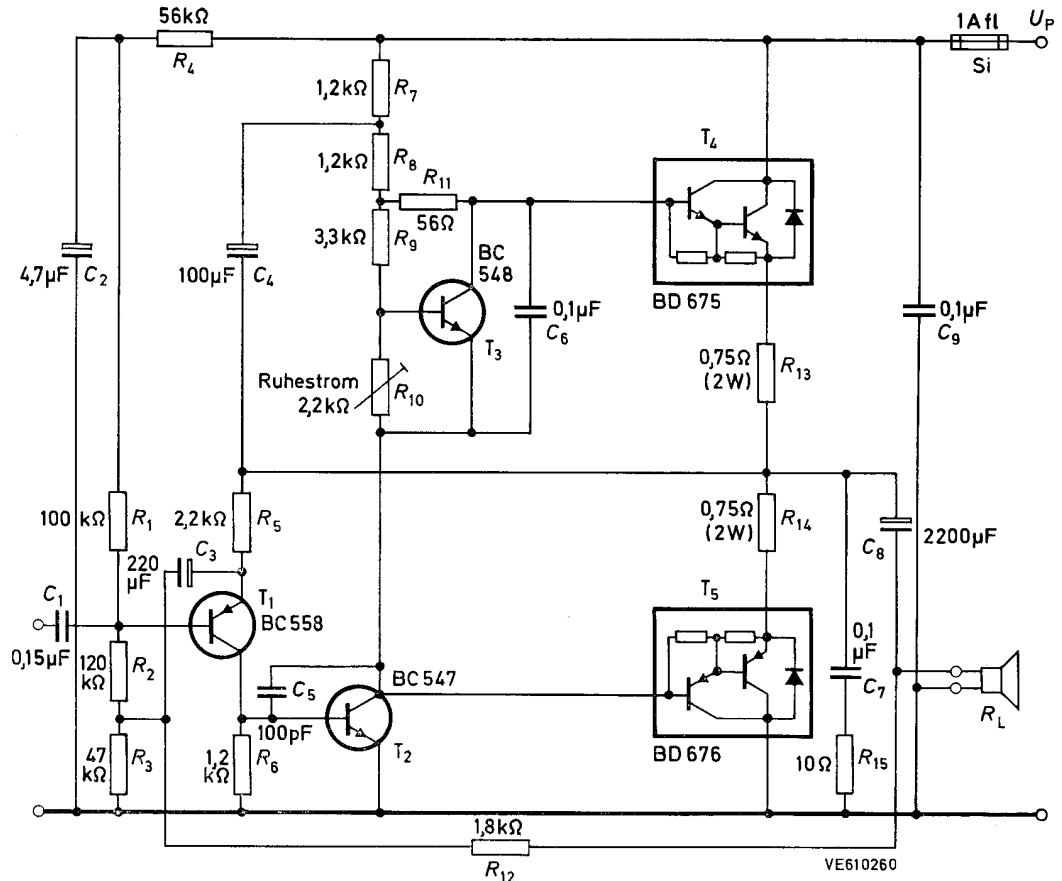 56kΩ
R4
1A fl
Si
UP
1,2kΩ
R7
1,2kΩ
R8
R11
56Ω
3,3kΩ
R9
T4
BD 675
4,7µF
C2
100µF
C4
BC
548
T3
0,1µF
C6
0,1µF
C9
Ruhestrom
2,2kΩ
R10
0,75Ω
(2W)
R13
100 kΩ
R1
2,2kΩ
R5
0,75Ω
(2W)
R14
C8
2200µF
220
µF
C3
C1
0,15µF
T1
BC 558
T5
BD 676
120
kΩ
R2
C5
100pF
BC 547
T2
0,1
µF
C7
RL
47
kΩ
R3
1,2
kΩ
R6
10Ω
R15
1,8kΩ
R12
VE610260